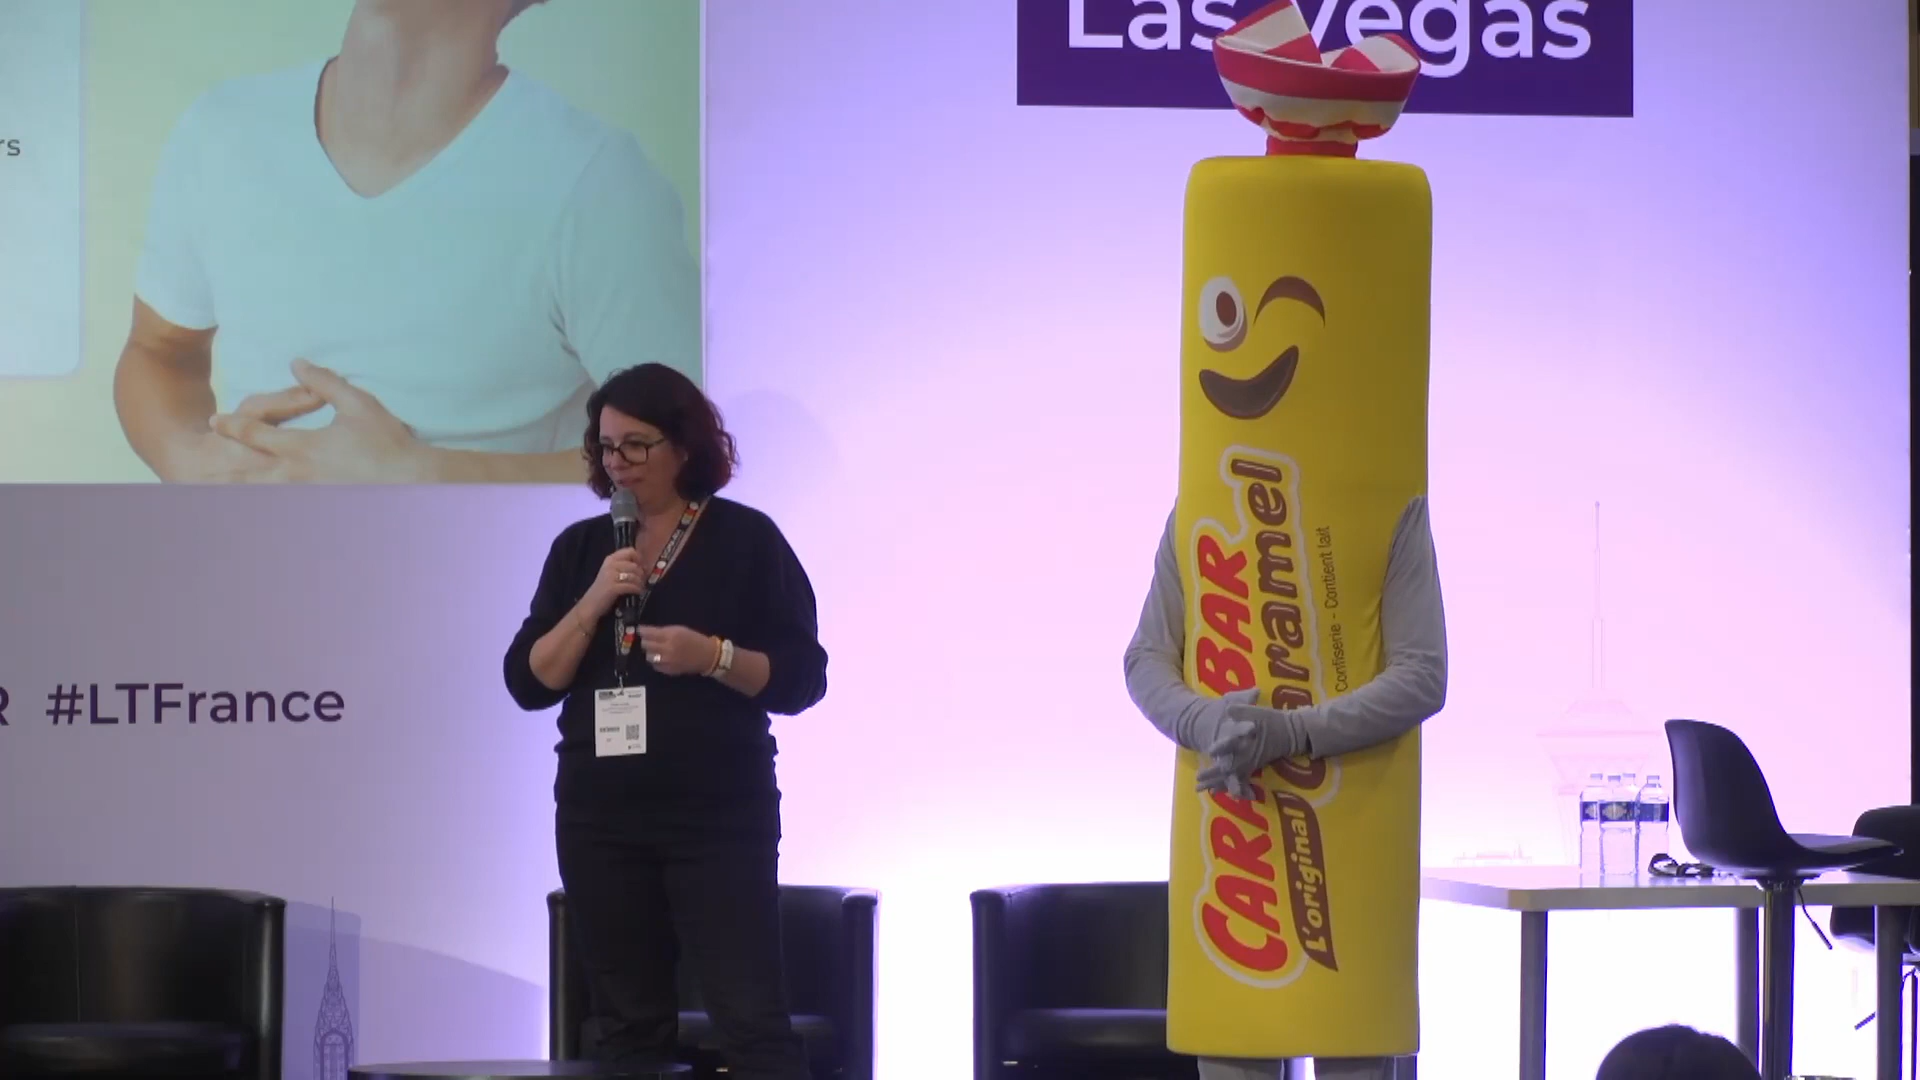 Las Vegas
rs
R #LTFrance
CARAMBAR
Caramel
L'original
Confiserie - Contient lait